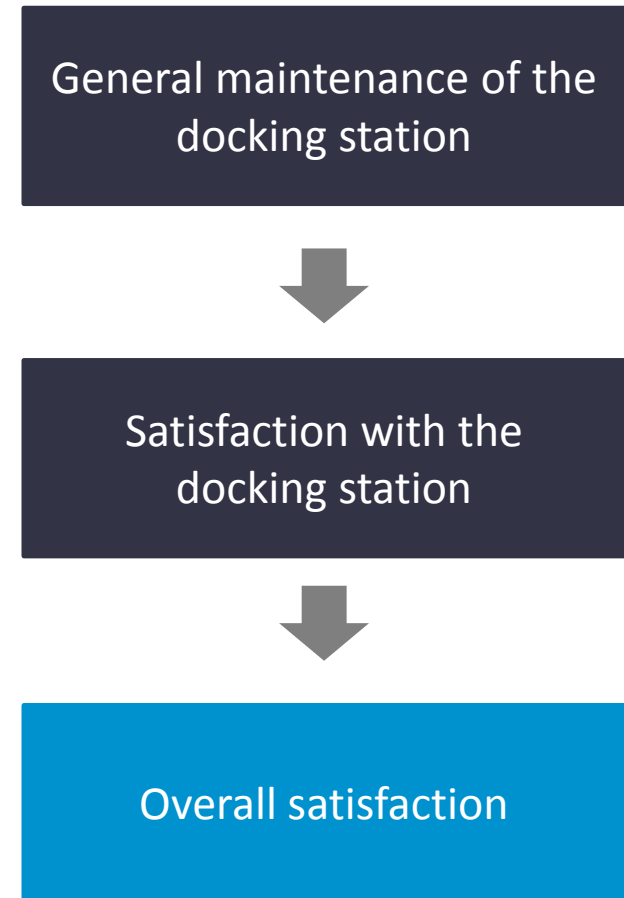 General maintenance of the
docking station
Satisfaction with the
docking station
Overall satisfaction